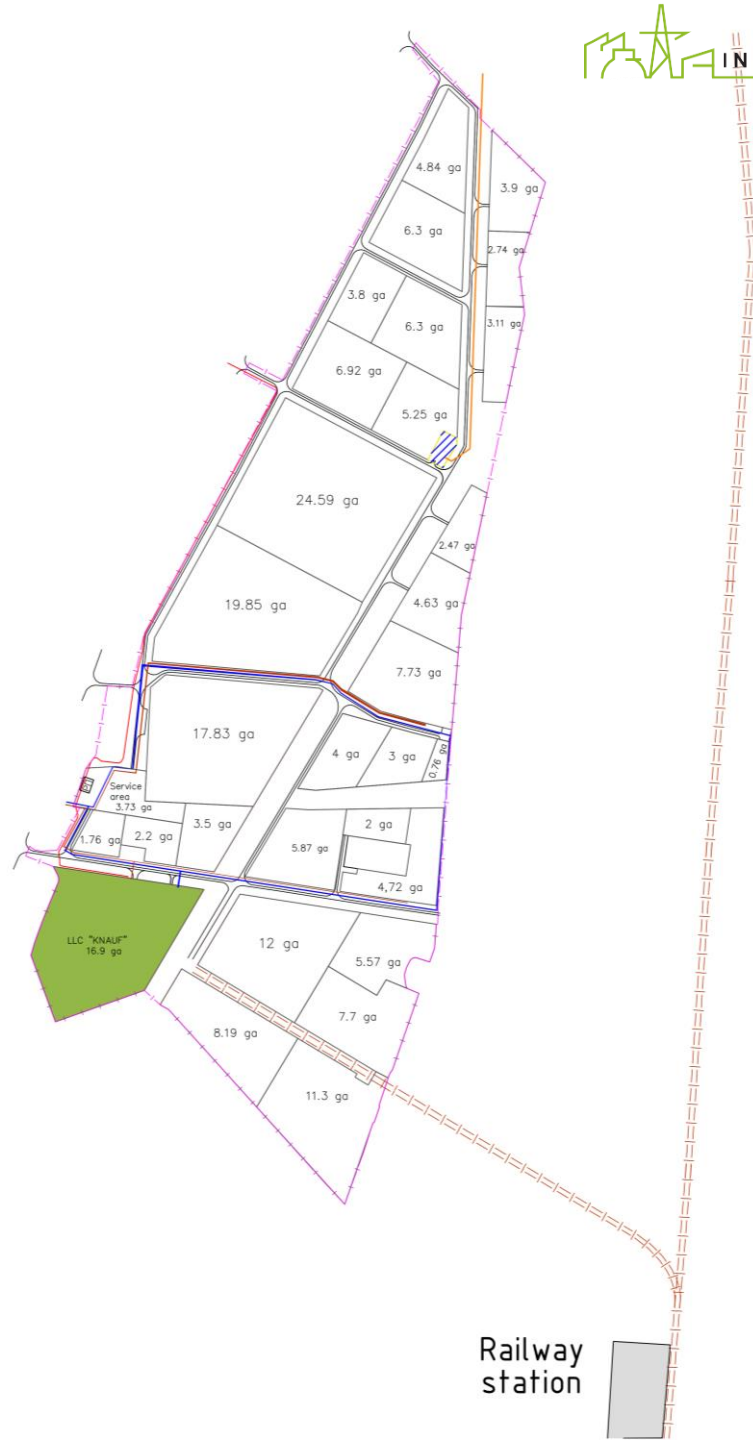 IN
4.84 ga
3.9 ga
6.3 ga
2.74 ga
3.8 ga
6.3 ga
3.11 ga
6.92 ga
5.25 ga
24.59 ga
2.47 ga
19.85 ga
4.63 ga
7.73 ga
17.83 ga
4 ga
3 ga
0.76 ga
Service
area
3.73 ga
1.76 ga
2.2 ga
3.5 ga
5.87 ga
2 ga
4,72 ga
LLC "KNAUF"
16.9 ga
12 ga
5.57 ga
7.7 ga
8.19 ga
11.3 ga
Railway
station